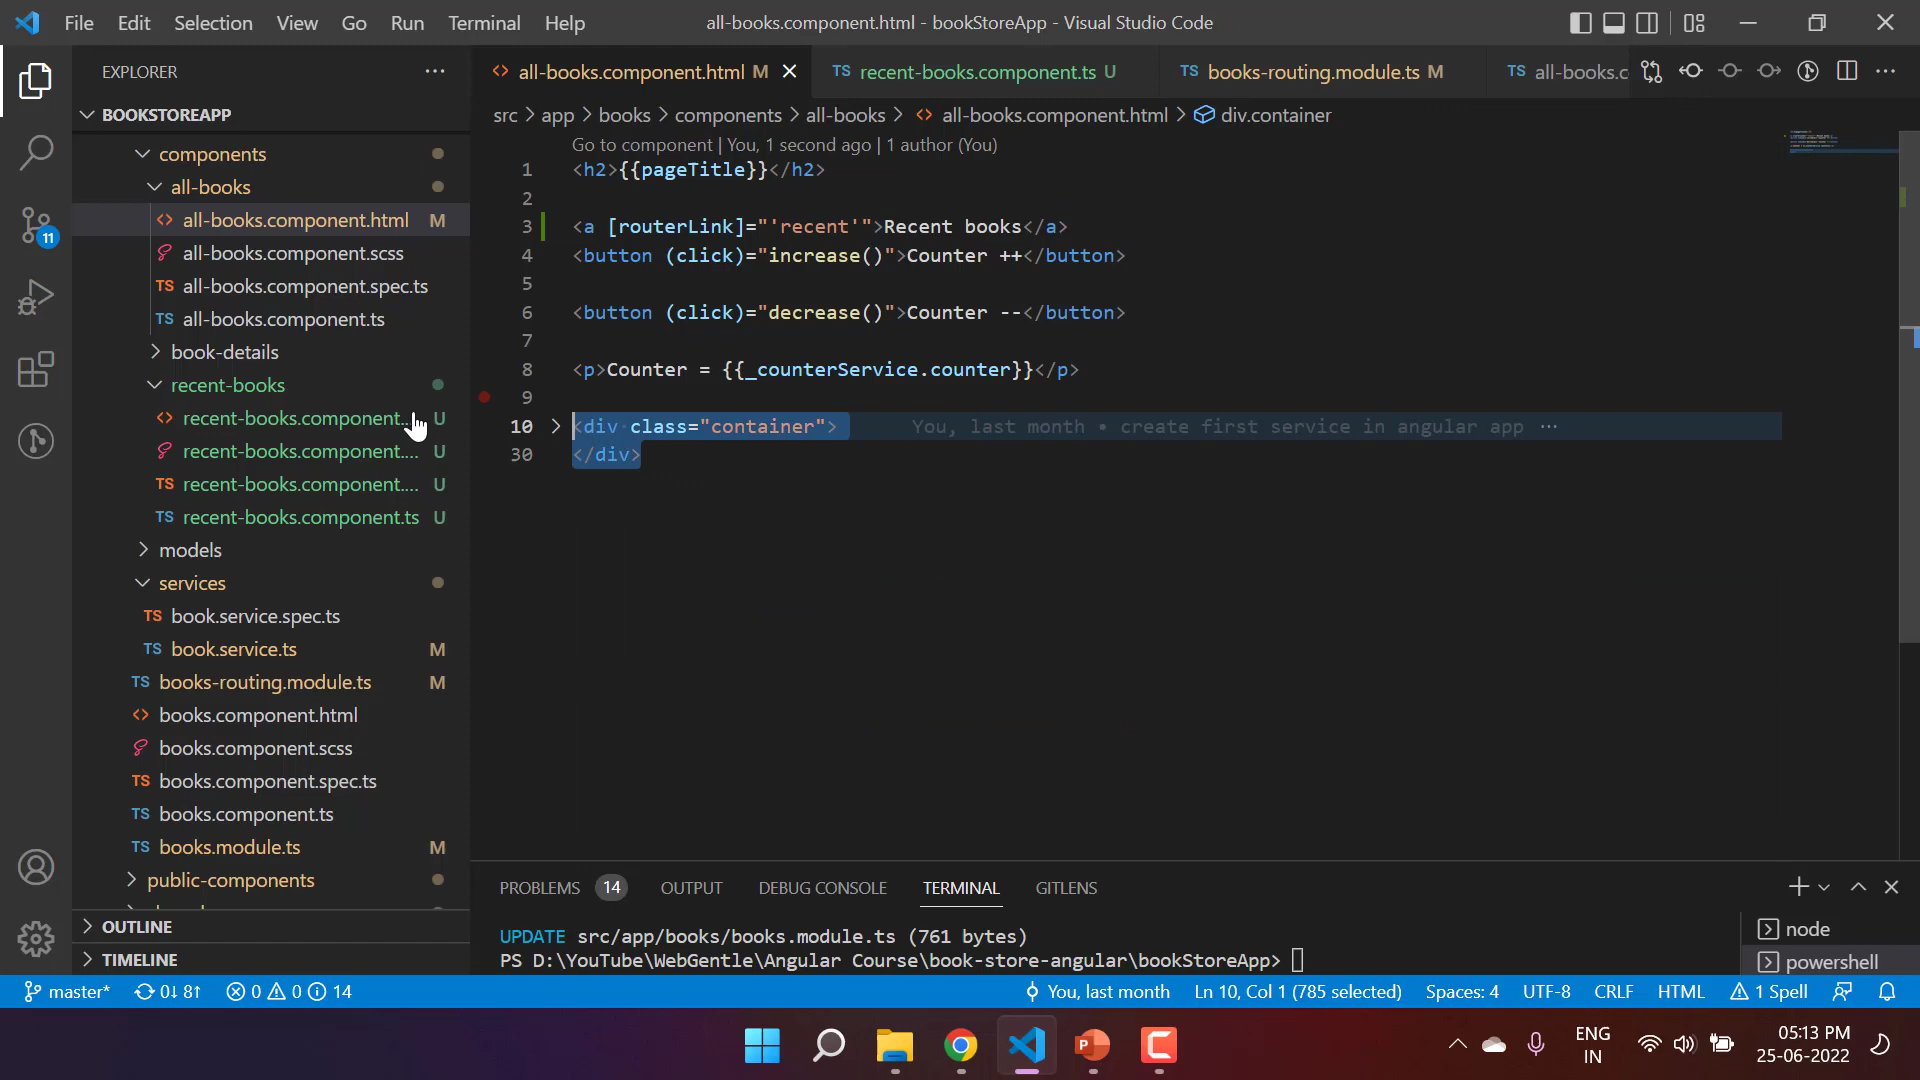 File Edit Selection View Go Run Terminal Help
all-books.component.html - bookStoreApp - Visual Studio Code
EXPLORER
BOOKSTOREAPP
components
all-books
all-books.component.html M
all-books.component.scss
all-books.component.spec.ts
all-books.component.ts
book-details
recent-books
recent-books.component.... U
recent-books.component.... U
recent-books.component.... U
recent-books.component.ts U
models
services
book.service.spec.ts
book.service.ts M
books-routing.module.ts M
books.component.html
books.component.scss
books.component.spec.ts
books.component.ts
books.module.ts M
public-components
OUTLINE
TIMELINE
11
all-books.component.html M
TS recent-books.component.ts U
TS books-routing.module.ts M
TS all-books.c
src > app > books > components > all-books > all-books.component.html > div.container
Go to component | You, 1 second ago | 1 author (You)
1 <h2>{{pageTitle}}</h2>
2
3 <a [routerLink]="'recent'">Recent books</a>
4 <button (click)="increase()">Counter ++</button>
5
6 <button (click)="decrease()">Counter --</button>
7
8 <p>Counter = {{_counterService.counter}}</p>
9
10 <div class="container"> You, last month • create first service in angular app ...
30 </div>
PROBLEMS 14 OUTPUT DEBUG CONSOLE TERMINAL GITLENS
UPDATE src/app/books/books.module.ts (761 bytes)
PS D:\YouTube\WebGentle\Angular Course\book-store-angular\bookStoreApp>
node
powershell
master* 0↓ 8↑ 0 0 14
You, last month Ln 10, Col 1 (785 selected) Spaces: 4 UTF-8 CRLF HTML 1 Spell
ENG
IN
05:13 PM
25-06-2022